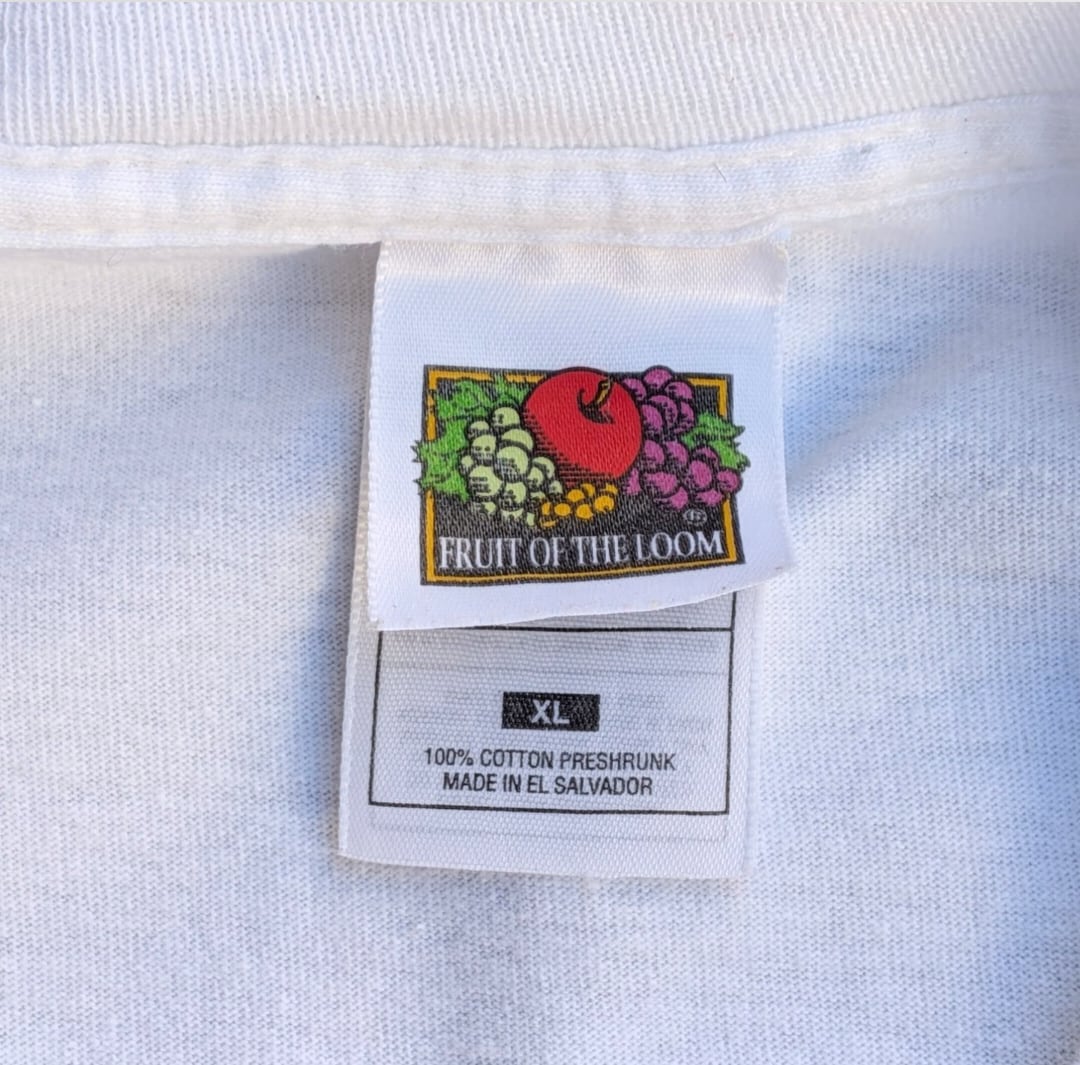 FRUIT OF THE LOOM
XL
100% COTTON PRESHRUNK
MADE IN EL SALVADOR